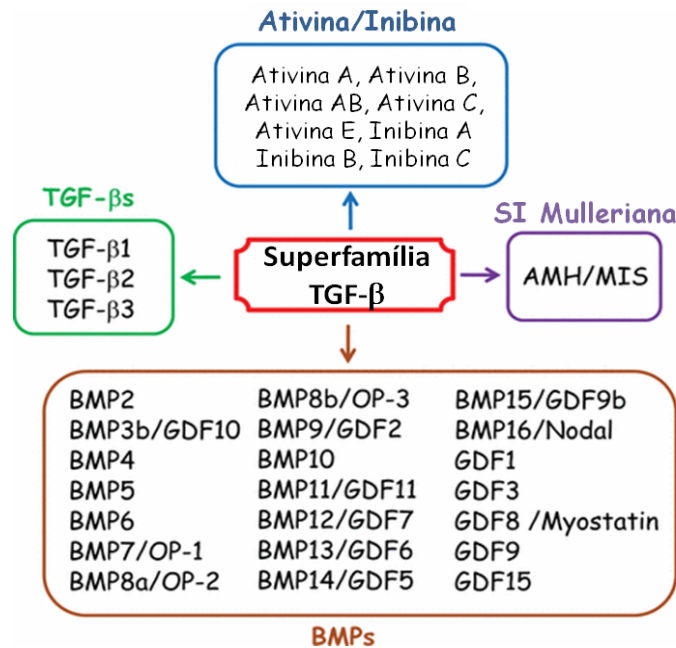 Ativina/Inibina
Ativina A, Ativina B,
Ativina AB, Ativina C,
Ativina E, Inibina A
Inibina B, Inibina C
TGF-βs
TGF-β1
TGF-β2
TGF-β3
Superfamília
TGF-β
SI Mulleriana
AMH/MIS
BMP2
BMP3b/GDF10
BMP4
BMP5
BMP6
BMP7/OP-1
BMP8a/OP-2
BMP8b/OP-3
BMP9/GDF2
BMP10
BMP11/GDF11
BMP12/GDF7
BMP13/GDF6
BMP14/GDF5
BMP15/GDF9b
BMP16/Nodal
GDF1
GDF3
GDF8 /Myostatin
GDF9
GDF15
BMPs